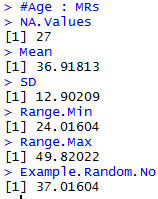 > #Age : MRs
> NA.Values
[1] 27
> Mean
[1] 36.91813
> SD
[1] 12.90209
> Range.Min
[1] 24.01604
> Range.Max
[1] 49.82022
> Example.Random.No
[1] 37.01604